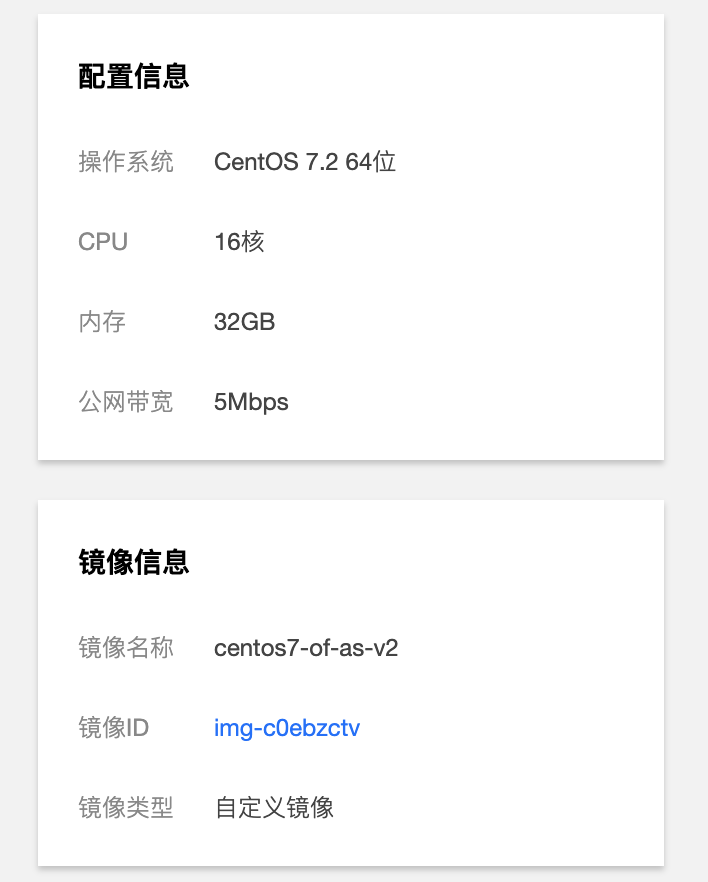 配置信息
操作系统 CentOS 7.2 64位
CPU 16核
内存 32GB
公网带宽 5Mbps
镜像信息
镜像名称 centos7-of-as-v2
镜像ID img-c0ebzctv
镜像类型 自定义镜像